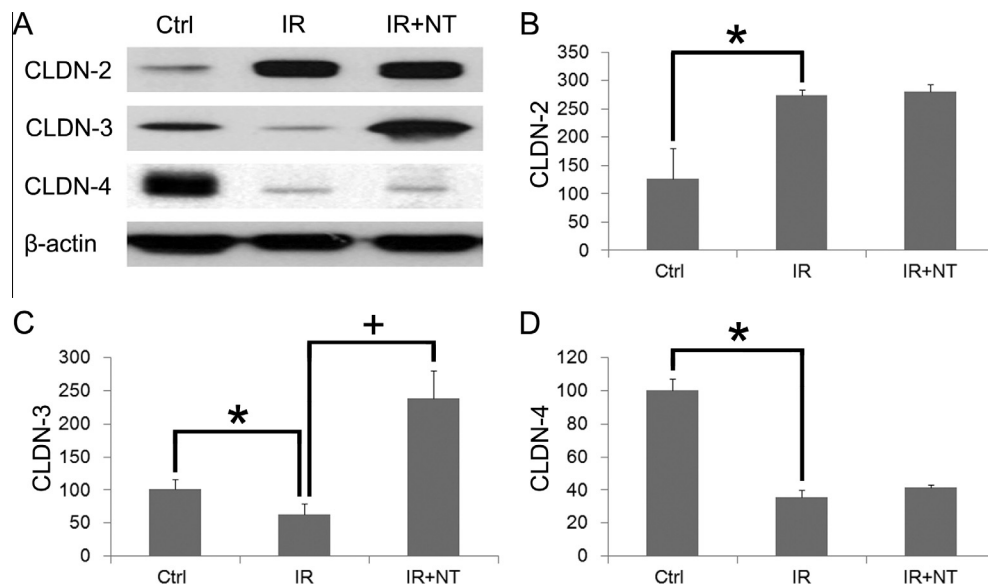 A
Ctrl IR IR+NT
CLDN-2
CLDN-3
CLDN-4
β-actin
B
*
350
300
250
200
150
100
50
0
CLDN-2
Ctrl IR IR+NT
C
+
*
300
250
200
150
100
50
0
CLDN-3
Ctrl IR IR+NT
D
*
120
100
80
60
40
20
0
CLDN-4
Ctrl IR IR+NT